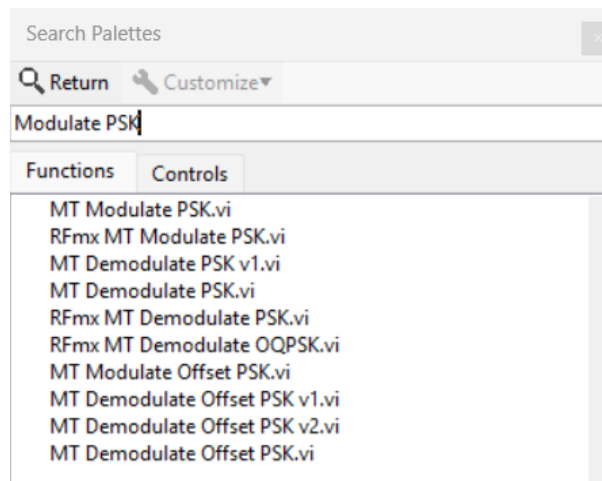 Search Palettes
Return Customize
Modulate PSK
Functions Controls
MT Modulate PSK.vi
RFmx MT Modulate PSK.vi
MT Demodulate PSK v1.vi
MT Demodulate PSK.vi
RFmx MT Demodulate PSK.vi
RFmx MT Demodulate OQPSK.vi
MT Modulate Offset PSK.vi
MT Demodulate Offset PSK v1.vi
MT Demodulate Offset PSK v2.vi
MT Demodulate Offset PSK.vi